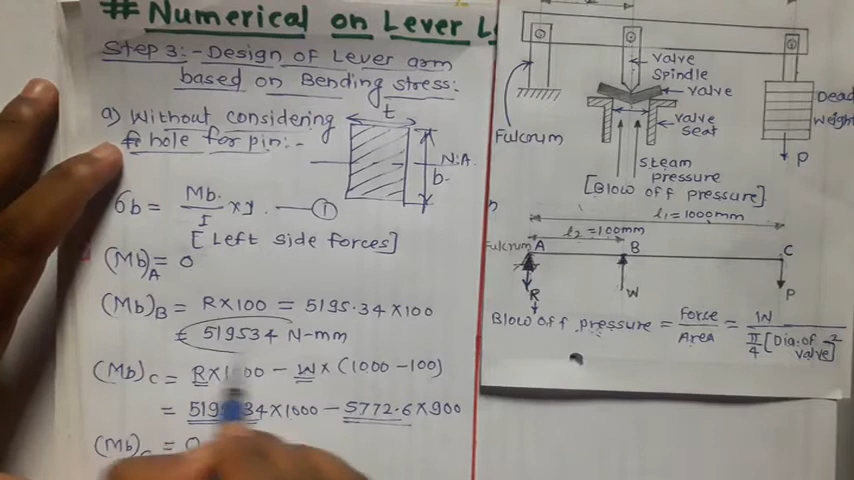 # Numerical on Lever L
Step 3:- Design of Lever arm
based on Bending stress:
a) Without considering
hole for pin:-
t
N.A
b
σb = Mb/I × y. — ①
[Left side forces]
(Mb)A = 0
(Mb)B = R×100 = 5195.34 ×100
= 519534 N-mm
(Mb)C = R×1000 - W× (1000-100)
= 5195.34 ×1000 - 5772.6 ×900
(Mb)C = 0
valve
spindle
valve
valve
seat
Dead
weight
Fulcrum
steam
pressure
P
[Blow off pressure]
l1 = 1000mm
l2 = 100mm
Fulcrum A B C
R W P
Blow off pressure = Force/Area = W/(π/4 [Dia. of valve]²)